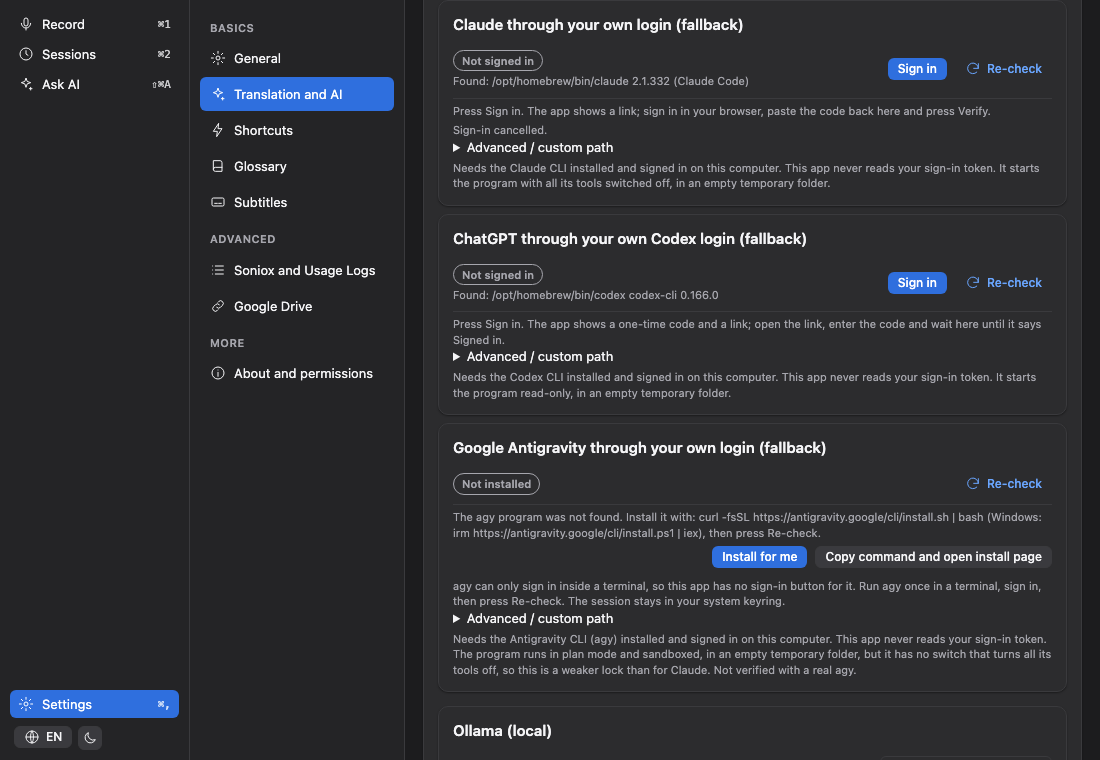 Record ⌘1
Sessions ⌘2
Ask AI ⇧⌘A
Settings ⌘,
EN
BASICS
General
Translation and AI
Shortcuts
Glossary
Subtitles
ADVANCED
Soniox and Usage Logs
Google Drive
MORE
About and permissions
Claude through your own login (fallback)
Not signed in
Found: /opt/homebrew/bin/claude 2.1.332 (Claude Code)
Sign in
Re-check
Press Sign in. The app shows a link; sign in in your browser, paste the code back here and press Verify.
Sign-in cancelled.
Advanced / custom path
Needs the Claude CLI installed and signed in on this computer. This app never reads your sign-in token. It starts
the program with all its tools switched off, in an empty temporary folder.
ChatGPT through your own Codex login (fallback)
Not signed in
Found: /opt/homebrew/bin/codex codex-cli 0.166.0
Sign in
Re-check
Press Sign in. The app shows a one-time code and a link; open the link, enter the code and wait here until it says
Signed in.
Advanced / custom path
Needs the Codex CLI installed and signed in on this computer. This app never reads your sign-in token. It starts
the program read-only, in an empty temporary folder.
Google Antigravity through your own login (fallback)
Not installed
Re-check
The agy program was not found. Install it with: curl -fsSL https://antigravity.google/cli/install.sh | bash (Windows:
irm https://antigravity.google/cli/install.ps1 | iex), then press Re-check.
Install for me
Copy command and open install page
agy can only sign in inside a terminal, so this app has no sign-in button for it. Run agy once in a terminal, sign in,
then press Re-check. The session stays in your system keyring.
Advanced / custom path
Needs the Antigravity CLI (agy) installed and signed in on this computer. This app never reads your sign-in token.
The program runs in plan mode and sandboxed, in an empty temporary folder, but it has no switch that turns all its
tools off, so this is a weaker lock than for Claude. Not verified with a real agy.
Ollama (local)